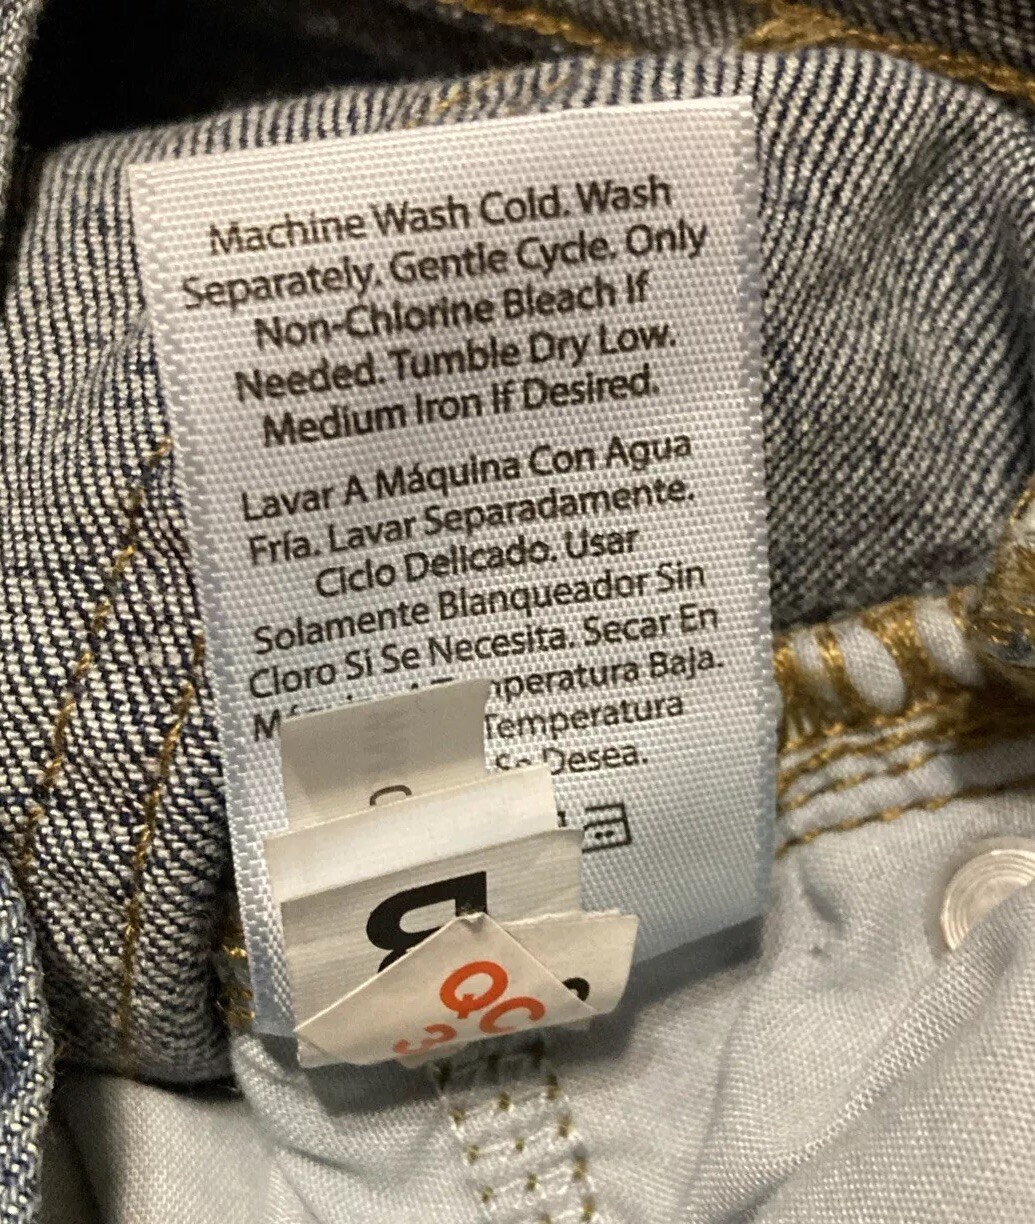 Machine Wash Cold. Wash
Separately. Gentle Cycle. Only
Non-Chlorine Bleach If
Needed. Tumble Dry Low.
Medium Iron If Desired.
Lavar A Máquina Con Agua
Fría. Lavar Separadamente.
Ciclo Delicado. Usar
Solamente Blanqueador Sin
Cloro Si Se Necesita. Secar En
Baja.
Temperatura
Se Desea.
QC
3